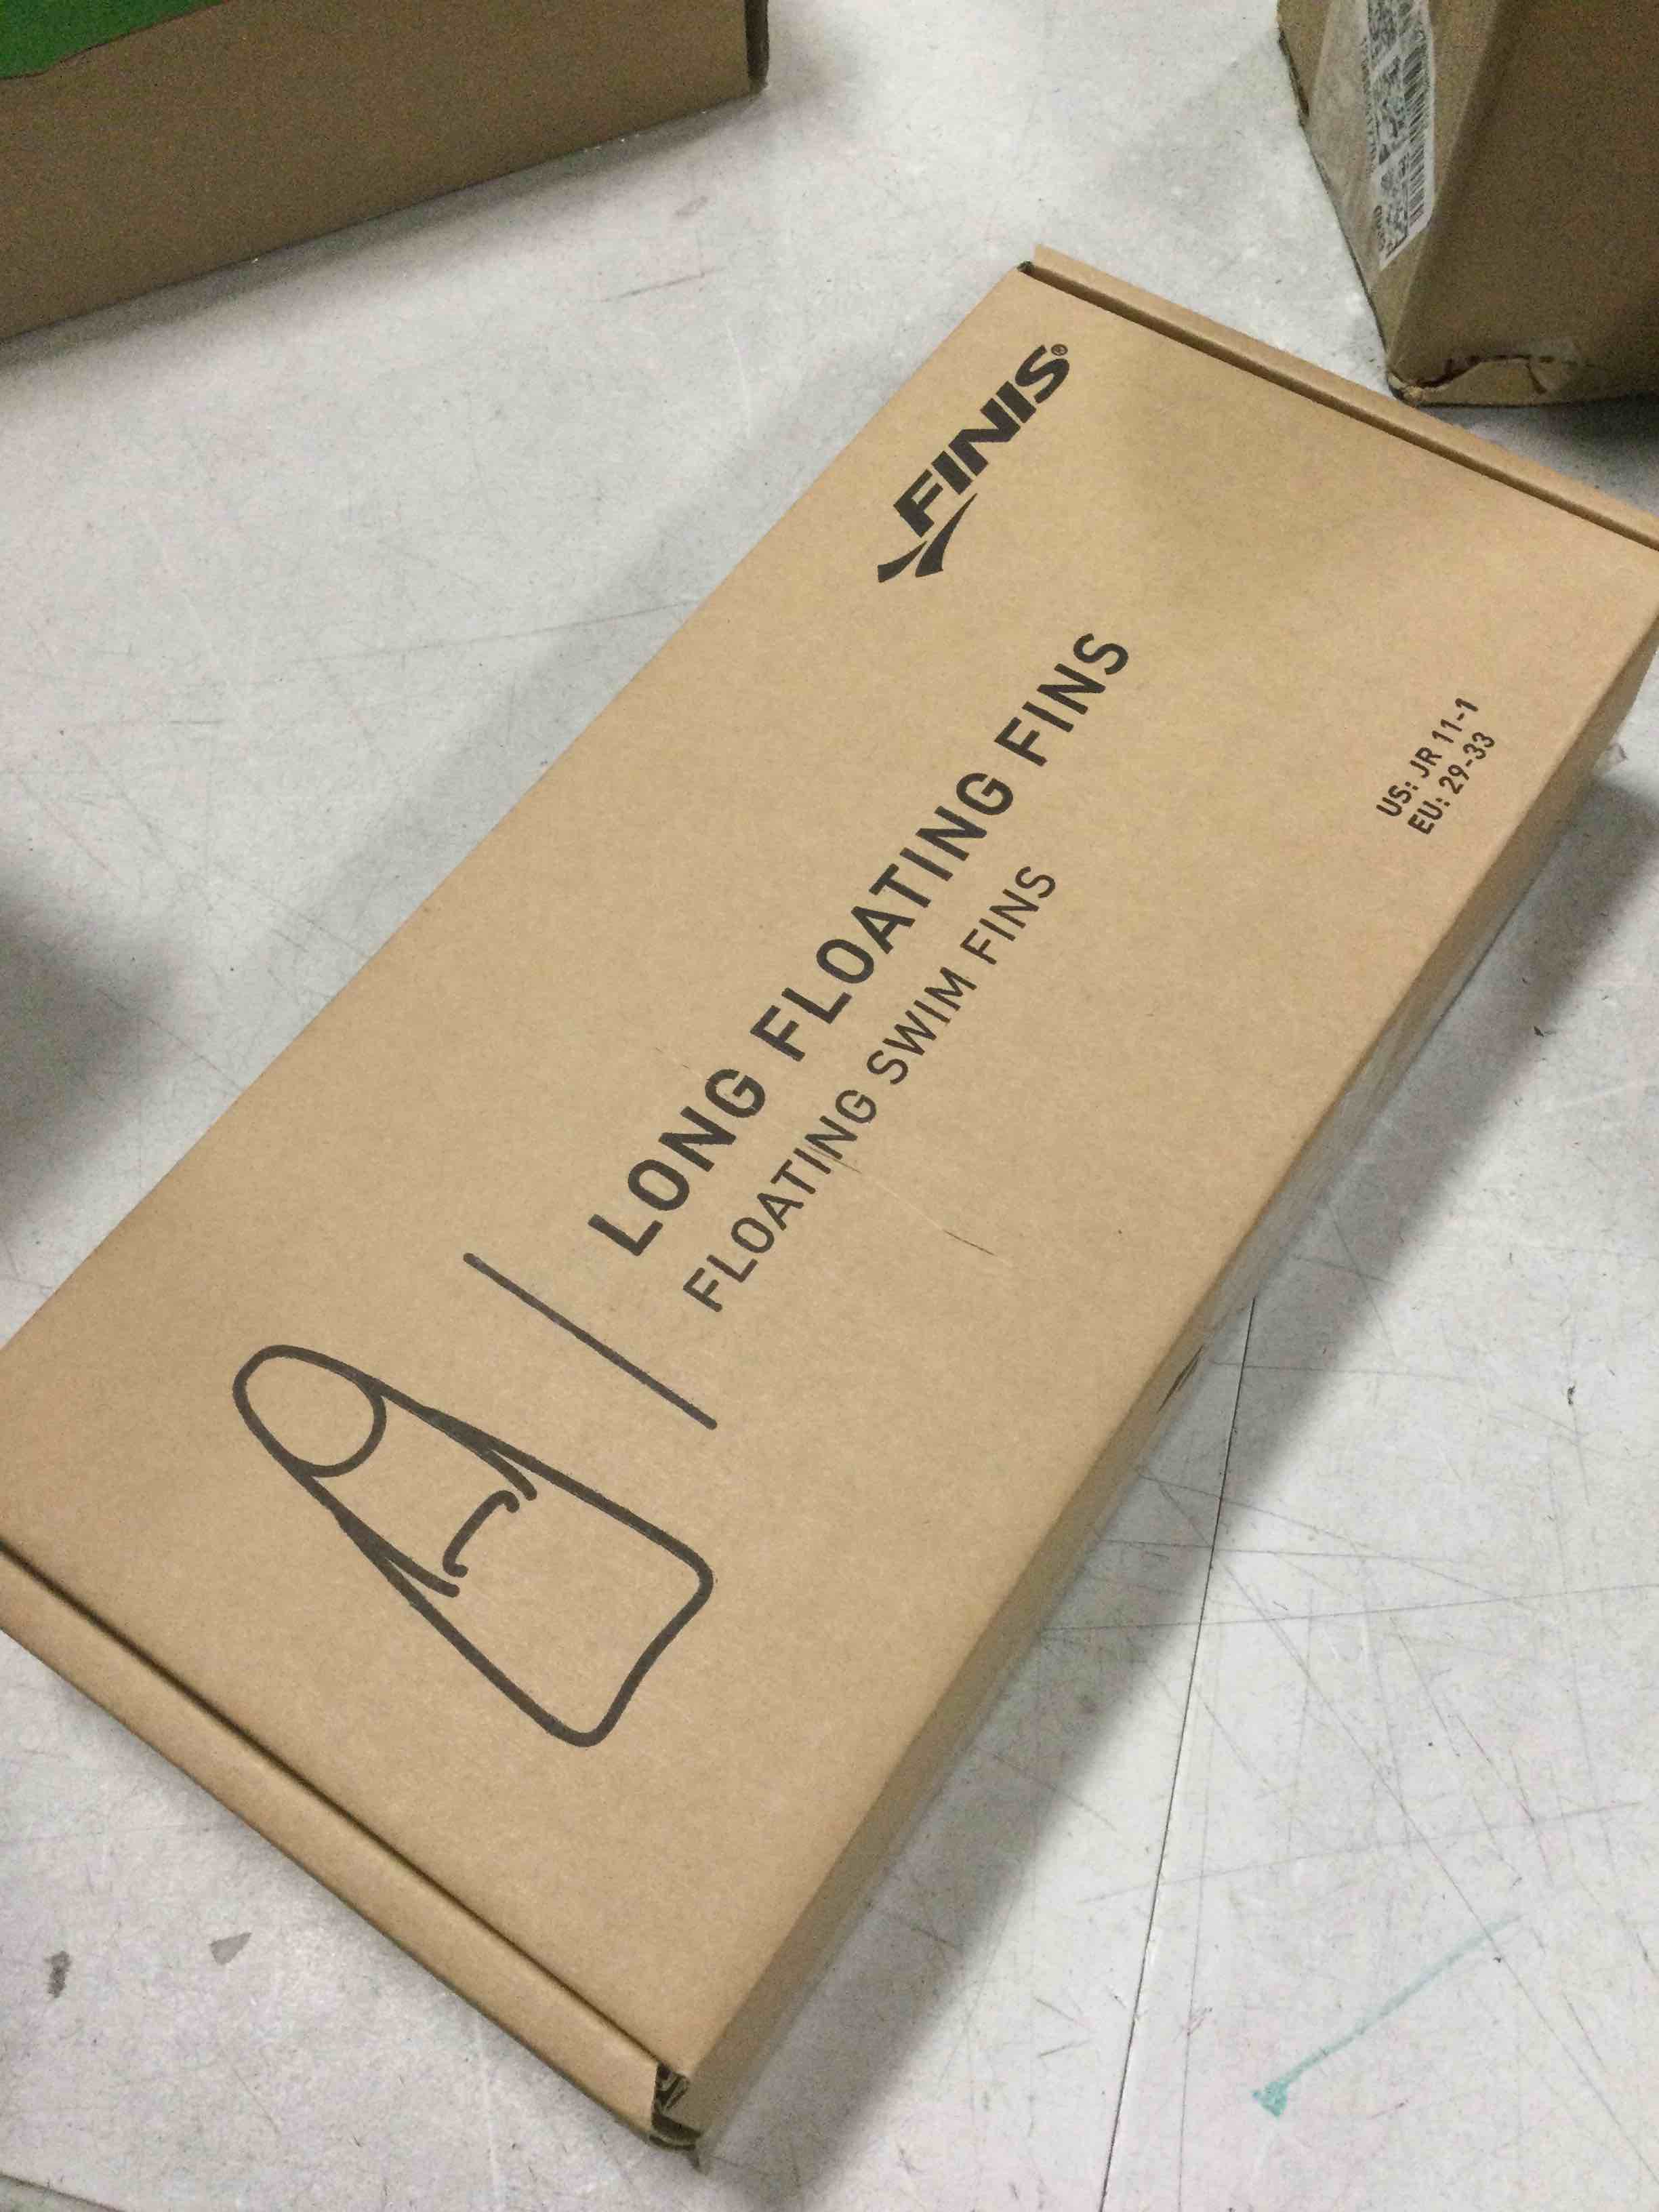 FINIS®
LONG FLOATING FINS
FLOATING SWIM FINS
US: JR 11-1
EU: 29-33